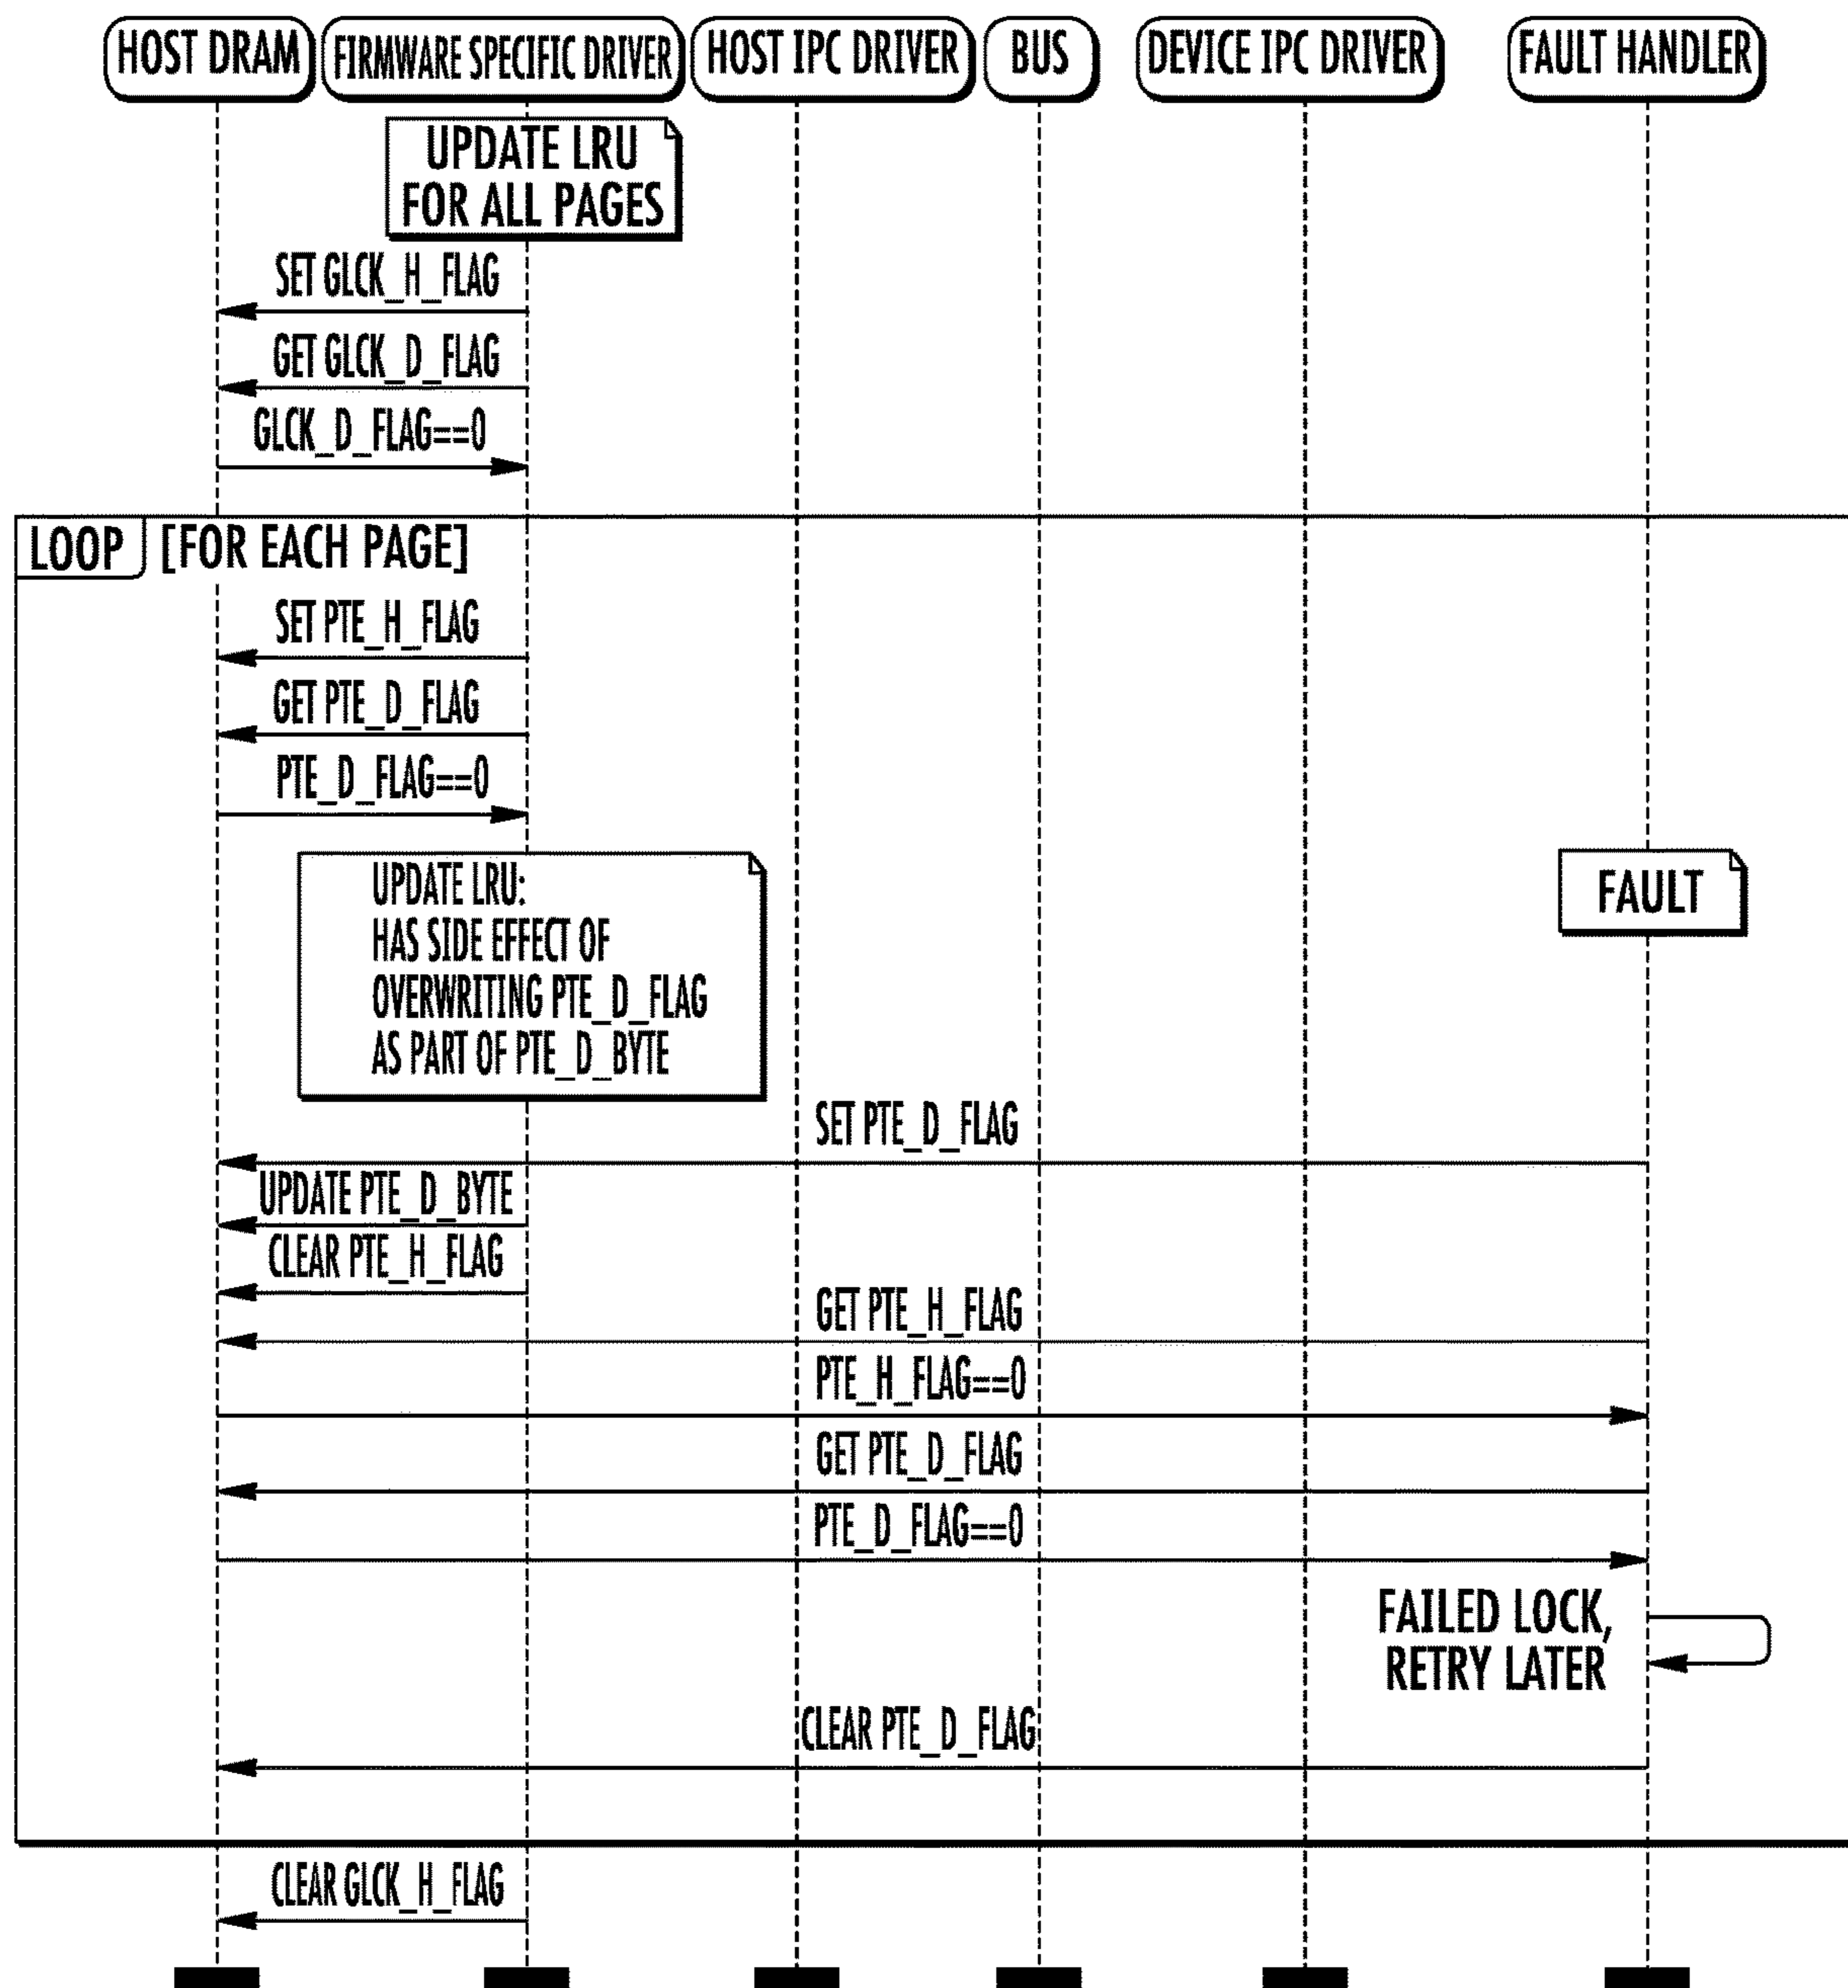 HOST DRAM
FIRMWARE SPECIFIC DRIVER
HOST IPC DRIVER
BUS
DEVICE IPC DRIVER
FAULT HANDLER
UPDATE LRU
FOR ALL PAGES
SET GLCK_H_FLAG
GET GLCK_D_FLAG
GLCK_D_FLAG==0
LOOP [FOR EACH PAGE]
SET PTE_H_FLAG
GET PTE_D_FLAG
PTE_D_FLAG==0
UPDATE LRU:
HAS SIDE EFFECT OF
OVERWRITING PTE_D_FLAG
AS PART OF PTE_D_BYTE
FAULT
SET PTE_D_FLAG
UPDATE PTE_D_BYTE
CLEAR PTE_H_FLAG
GET PTE_H_FLAG
PTE_H_FLAG==0
GET PTE_D_FLAG
PTE_D_FLAG==0
FAILED LOCK,
RETRY LATER
CLEAR PTE_D_FLAG
CLEAR GLCK_H_FLAG